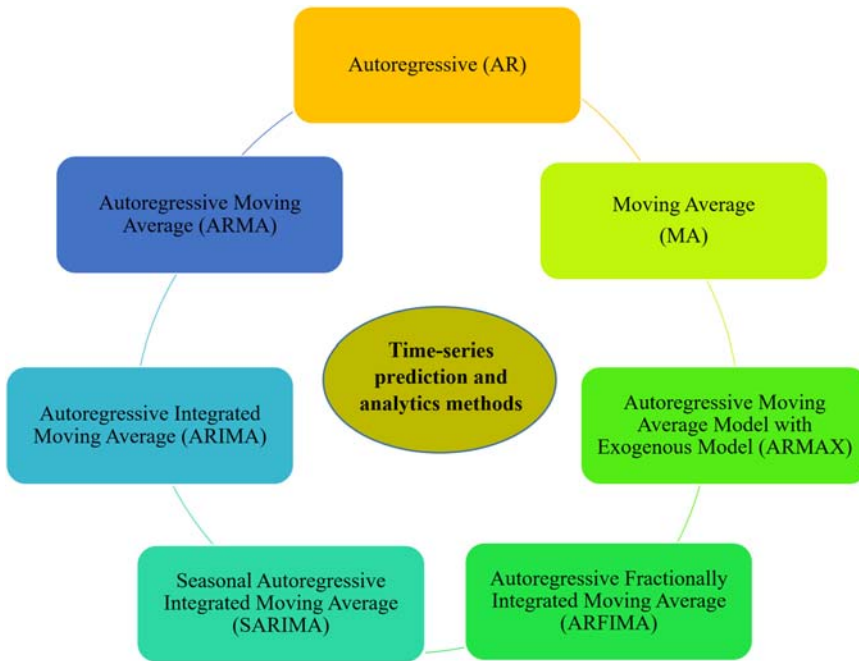 Autoregressive (AR)
Autoregressive Moving
Average (ARMA)
Moving Average
(MA)
Time-series
prediction and
analytics methods
Autoregressive Integrated
Moving Average (ARIMA)
Autoregressive Moving
Average Model with
Exogenous Model (ARMAX)
Seasonal Autoregressive
Integrated Moving Average
(SARIMA)
Autoregressive Fractionally
Integrated Moving Average
(ARFIMA)